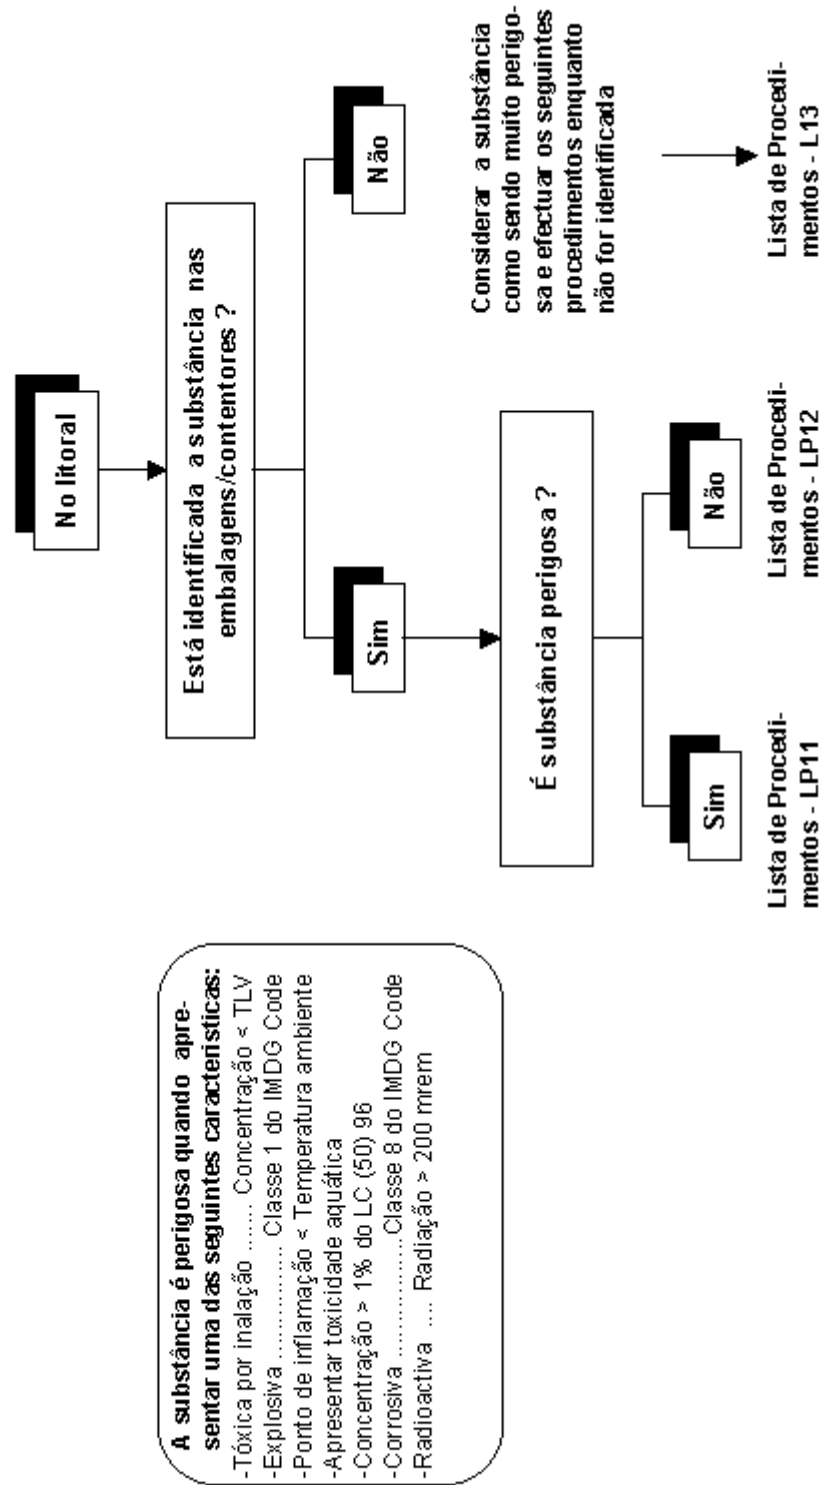 No litoral
Está identificada a substância nas
embalagens/contentores ?
Sim
Não
É substância perigosa ?
Considerar a substância
como sendo muito perigo-
sa e efectuar os seguintes
procedimentos enquanto
não for identificada
Sim
Não
Lista de Procedi-
mentos - LP11
Lista de Procedi-
mentos - LP12
Lista de Procedi-
mentos - L13
A substância é perigosa quando apre-
sentar uma das seguintes caracteristicas:
-Tóxica por inalação ....... Concentração < TLV
-Explosiva .................. Classe 1 do IMDG Code
-Ponto de inflamação < Temperatura ambiente
-Apresentar toxicidade aquática
-Concentração > 1% do LC (50) 96
-Corrosiva ...................Classe 8 do IMDG Code
-Radioactiva .... Radiação > 200 mrem